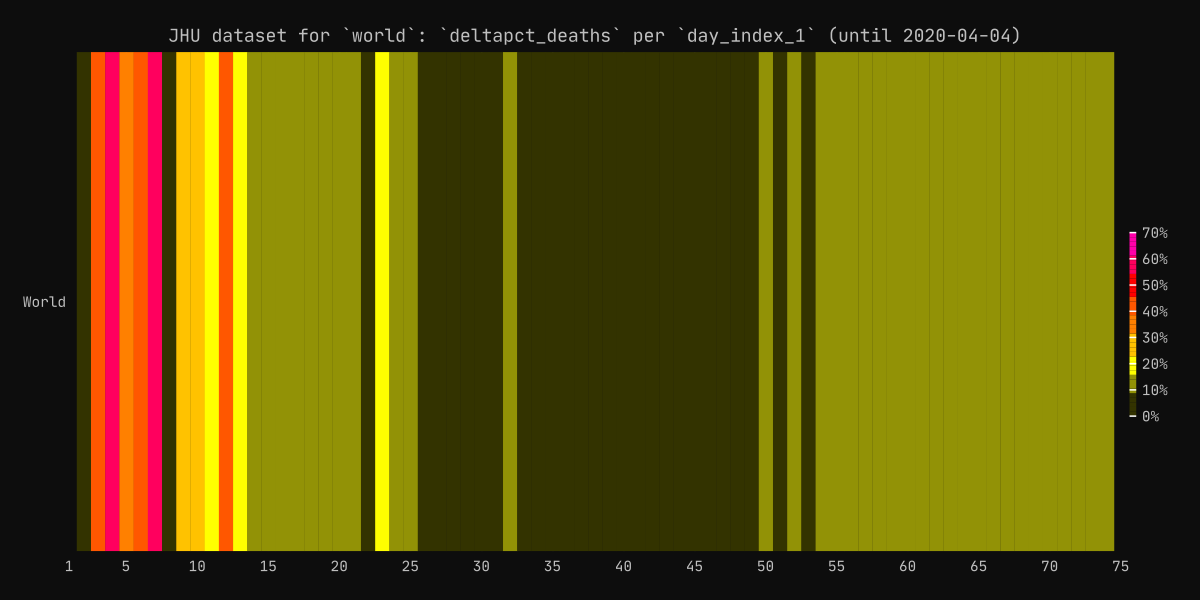 JHU dataset for `world`: `deltapct_deaths` per `day_index_1` (until 2020-04-04)
70%
60%
50%
World
40%
30%
20%
10%
0%
1 5 10 15 20 25 30 35 40 45 50 55 60 65 70 75